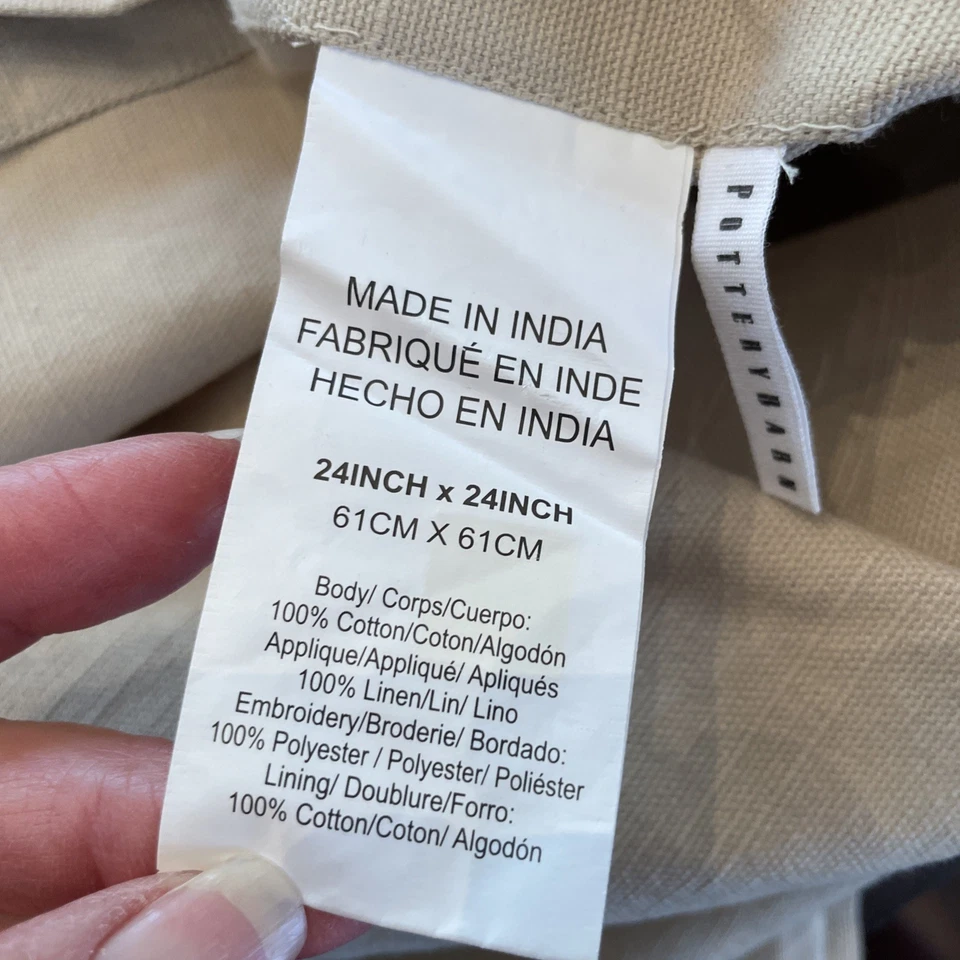 MADE IN INDIA
FABRIQUÉ EN INDE
HECHO EN INDIA
24INCH x 24INCH
61CM X 61CM
Body/ Corps/Cuerpo:
100% Cotton/Coton/Algodón
Applique/Appliqué/ Apliqués
100% Linen/Lin/ Lino
Embroidery/Broderie/ Bordado:
100% Polyester / Polyester/ Poliéster
Lining/ Doublure/Forro:
100% Cotton/Coton/ Algodón
POTTERYBARN